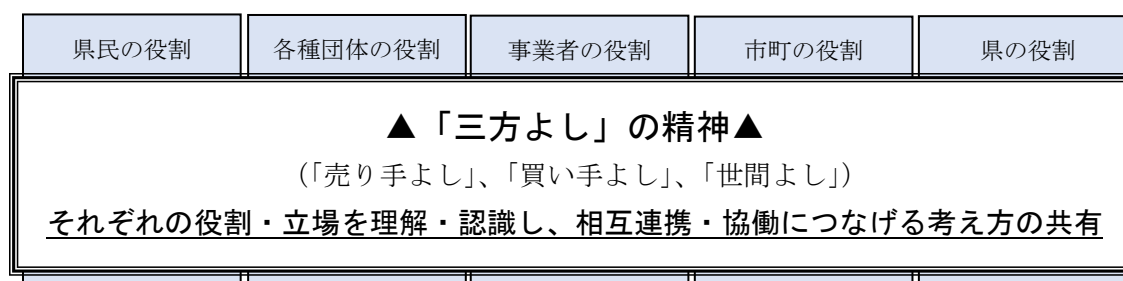 県民の役割
各種団体の役割
事業者の役割
市町の役割
県の役割
▲「三方よし」の精神▲
（「売り手よし」、「買い手よし」、「世間よし」）
それぞれの役割・立場を理解・認識し、相互連携・協働につなげる考え方の共有